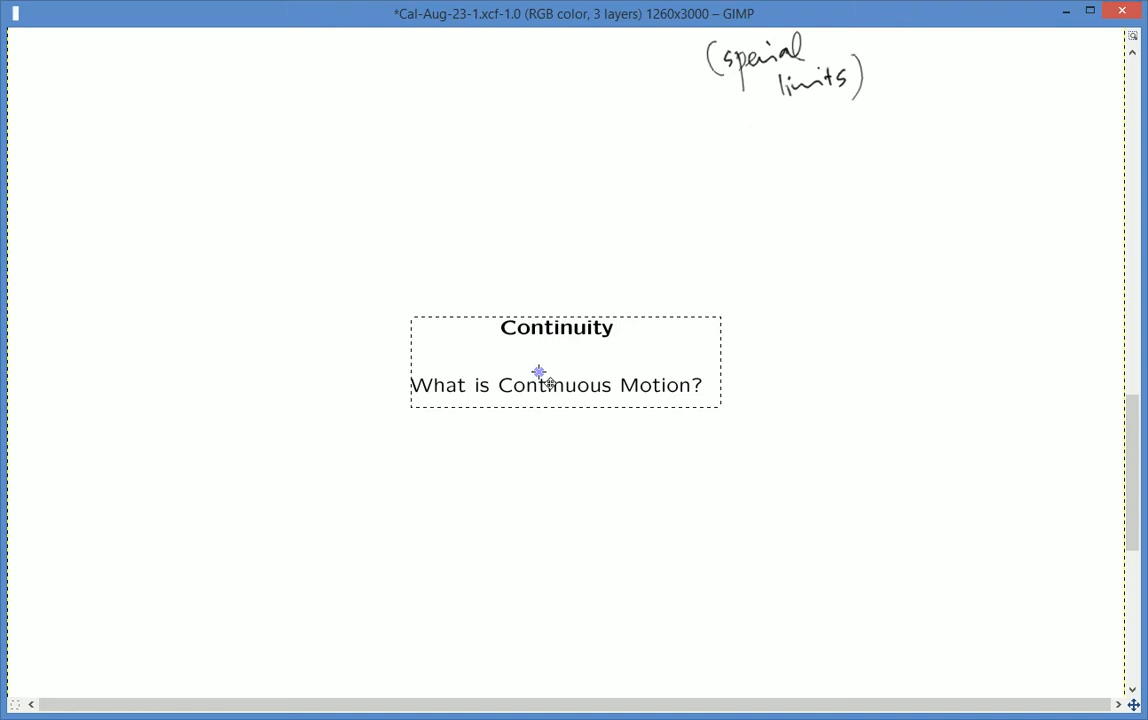 *Cal-Aug-23-1.xcf-1.0 (RGB color, 3 layers) 1260x3000 – GIMP
(special
limits)
Continuity
What is Continuous Motion?